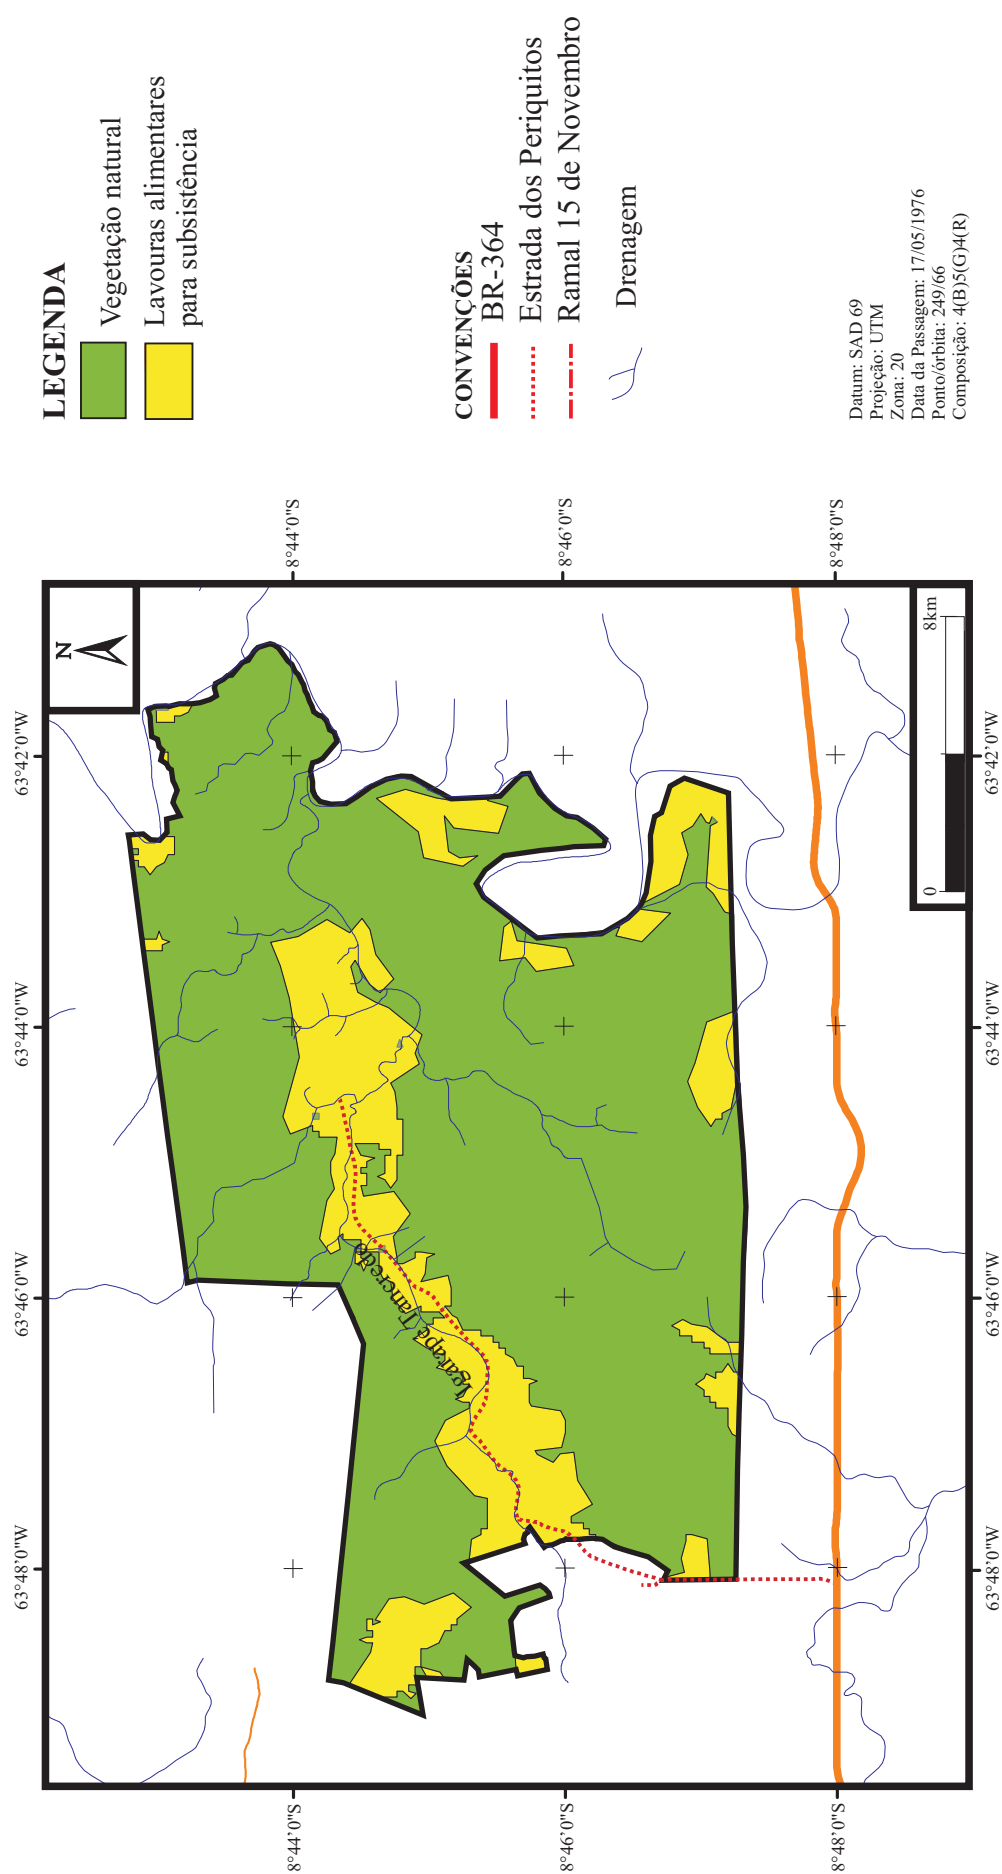 63°48'0"W
63°46'0"W
63°44'0"W
63°42'0"W
N
8°44'0"S
8°44'0"S
Igarapé Tancredo
8°46'0"S
8°46'0"S
8°48'0"S
8°48'0"S
0
8km
63°48'0"W
63°46'0"W
63°44'0"W
63°42'0"W
LEGENDA
Vegetação natural
Lavouras alimentares
para subsistência
CONVENÇÕES
BR-364
Estrada dos Periquitos
Ramal 15 de Novembro
Drenagem
Datum: SAD 69
Projeção: UTM
Zona: 20
Data da Passagem: 17/05/1976
Ponto/órbita: 249/66
Composição: 4(B)5(G)4(R)